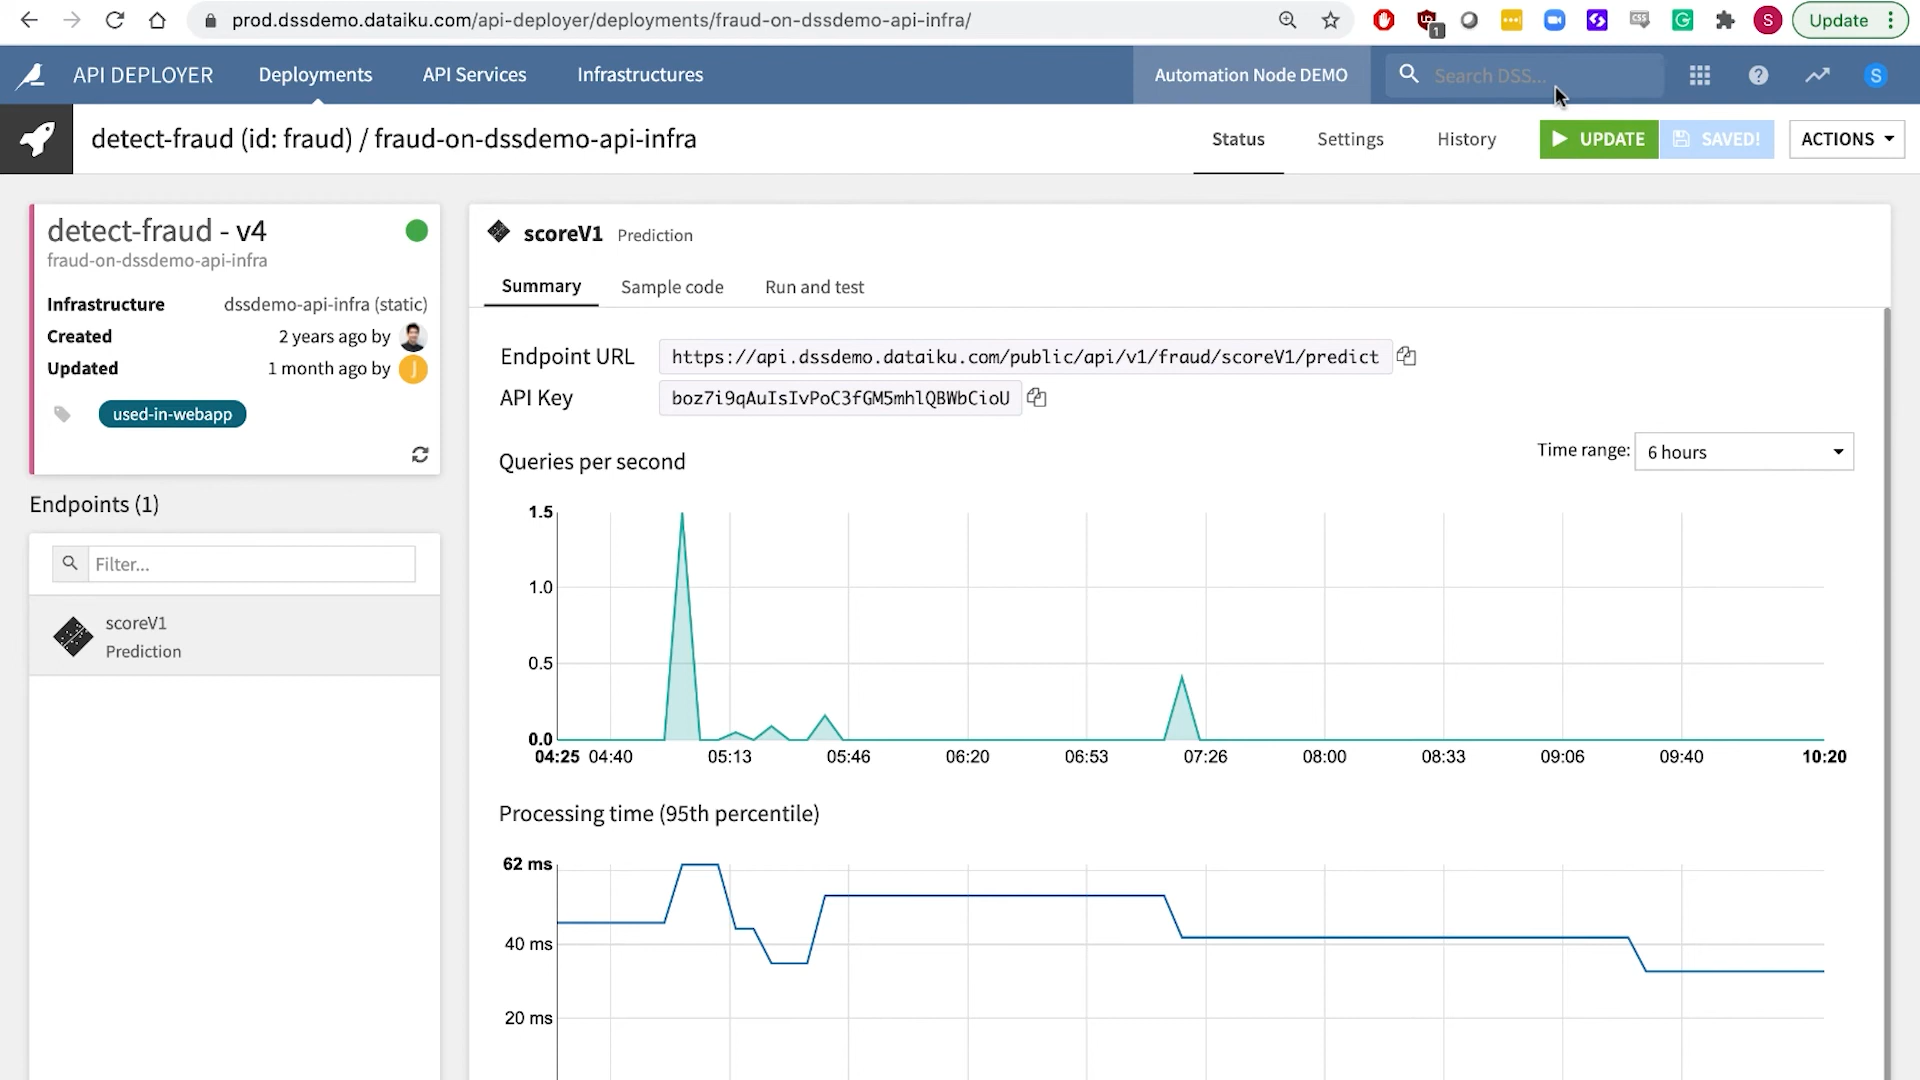 prod.dssdemo.dataiku.com/api-deployer/deployments/fraud-on-dssdemo-api-infra/
1
CSS
S
Update
API DEPLOYER
Deployments
API Services
Infrastructures
Automation Node DEMO
Search DSS...
?
S
detect-fraud (id: fraud) / fraud-on-dssdemo-api-infra
Status
Settings
History
UPDATE
SAVED!
ACTIONS
detect-fraud - v4
fraud-on-dssdemo-api-infra
Infrastructure dssdemo-api-infra (static)
Created 2 years ago by
Updated 1 month ago by J
used-in-webapp
Endpoints (1)
Filter...
scoreV1
Prediction
scoreV1 Prediction
Summary
Sample code
Run and test
Endpoint URL https://api.dssdemo.dataiku.com/public/api/v1/fraud/scoreV1/predict
API Key boz7i9qAuIsIvPoC3fGM5mhlQBWbCioU
Time range: 6 hours
Queries per second
1.5
1.0
0.5
0.0
04:25 04:40 05:13 05:46 06:20 06:53 07:26 08:00 08:33 09:06 09:40 10:20
Processing time (95th percentile)
62 ms
40 ms
20 ms